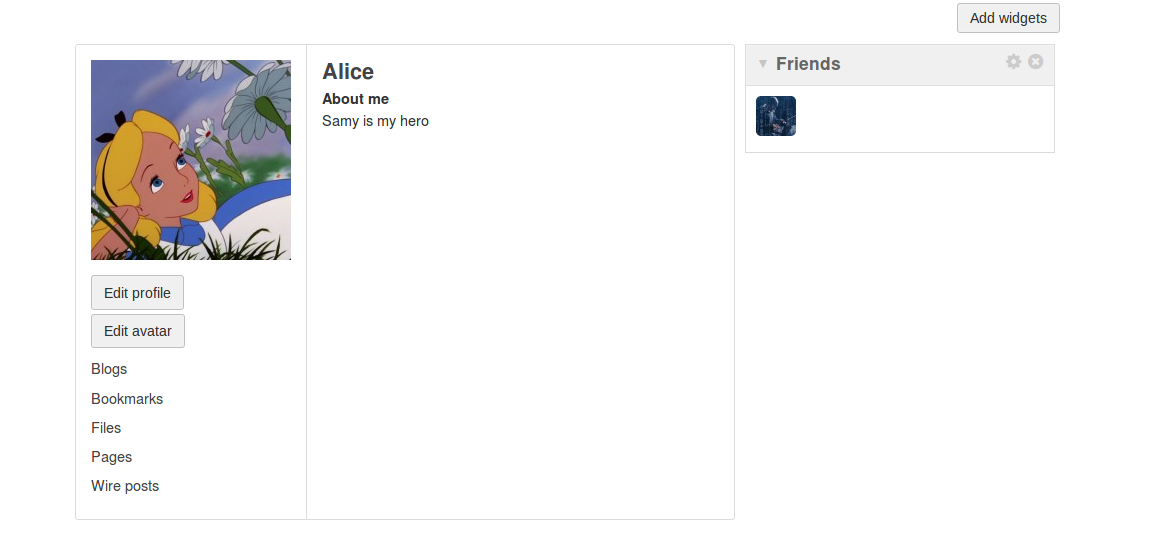 Add widgets
Alice
About me
Samy is my hero
Edit profile
Edit avatar
Blogs
Bookmarks
Files
Pages
Wire posts
Friends